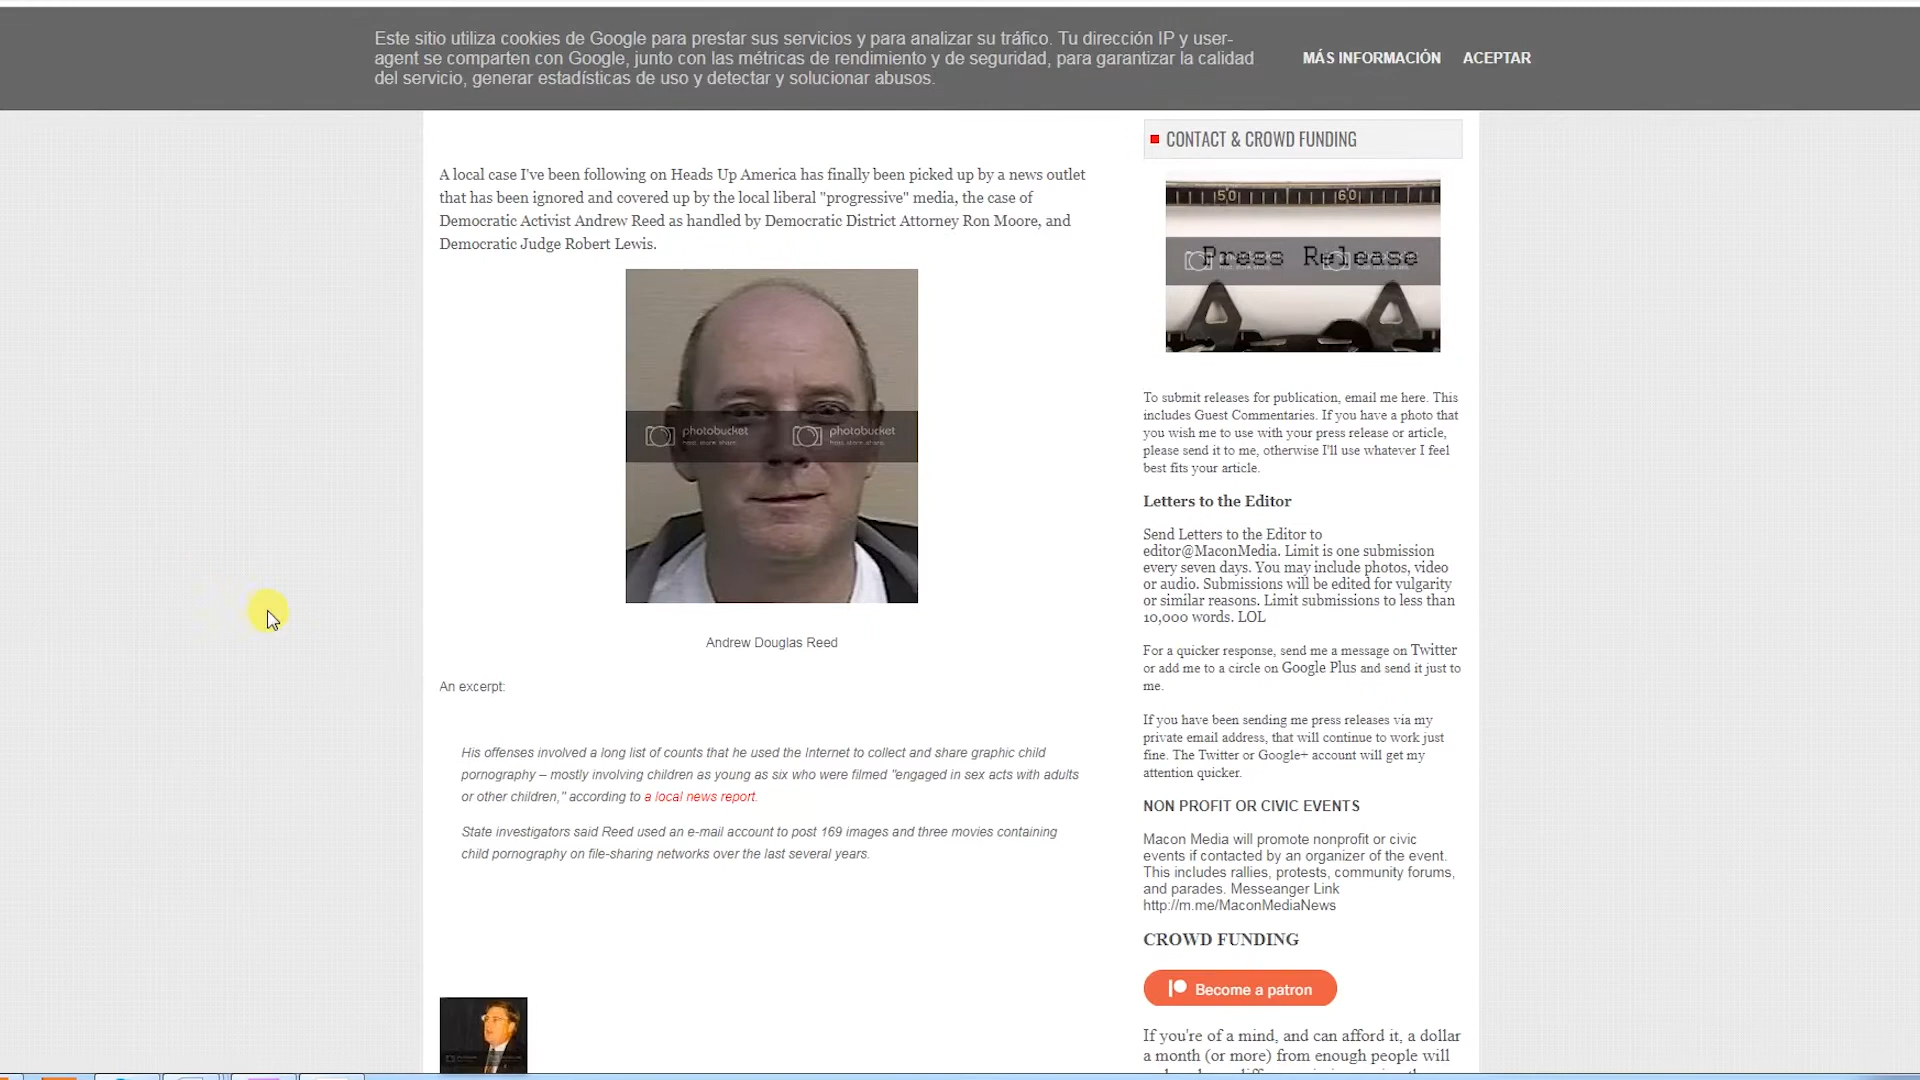 Este sitio utiliza cookies de Google para prestar sus servicios y para analizar su tráfico. Tu dirección IP y user-
agent se comparten con Google, junto con las métricas de rendimiento y de seguridad, para garantizar la calidad
del servicio, generar estadísticas de uso y detectar y solucionar abusos.
MÁS INFORMACIÓN
ACEPTAR
A local case I've been following on Heads Up America has finally been picked up by a news outlet
that has been ignored and covered up by the local liberal "progressive" media, the case of
Democratic Activist Andrew Reed as handled by Democratic District Attorney Ron Moore, and
Democratic Judge Robert Lewis.
photobucket photobucket
Andrew Douglas Reed
An excerpt:
His offenses involved a long list of counts that he used the Internet to collect and share graphic child
pornography – mostly involving children as young as six who were filmed "engaged in sex acts with adults
or other children," according to a local news report.
State investigators said Reed used an e-mail account to post 169 images and three movies containing
child pornography on file-sharing networks over the last several years.
CONTACT & CROWD FUNDING
50 60
Press Release
To submit releases for publication, email me here. This
includes Guest Commentaries. If you have a photo that
you wish me to use with your press release or article,
please send it to me, otherwise I'll use whatever I feel
best fits your article.
Letters to the Editor
Send Letters to the Editor to
editor@MaconMedia. Limit is one submission
every seven days. You may include photos, video
or audio. Submissions will be edited for vulgarity
or similar reasons. Limit submissions to less than
10,000 words. LOL
For a quicker response, send me a message on Twitter
or add me to a circle on Google Plus and send it just to
me.
If you have been sending me press releases via my
private email address, that will continue to work just
fine. The Twitter or Google+ account will get my
attention quicker.
NON PROFIT OR CIVIC EVENTS
Macon Media will promote nonprofit or civic
events if contacted by an organizer of the event.
This includes rallies, protests, community forums,
and parades. Messeanger Link
http://m.me/MaconMediaNews
CROWD FUNDING
Become a patron
If you're of a mind, and can afford it, a dollar
a month (or more) from enough people will